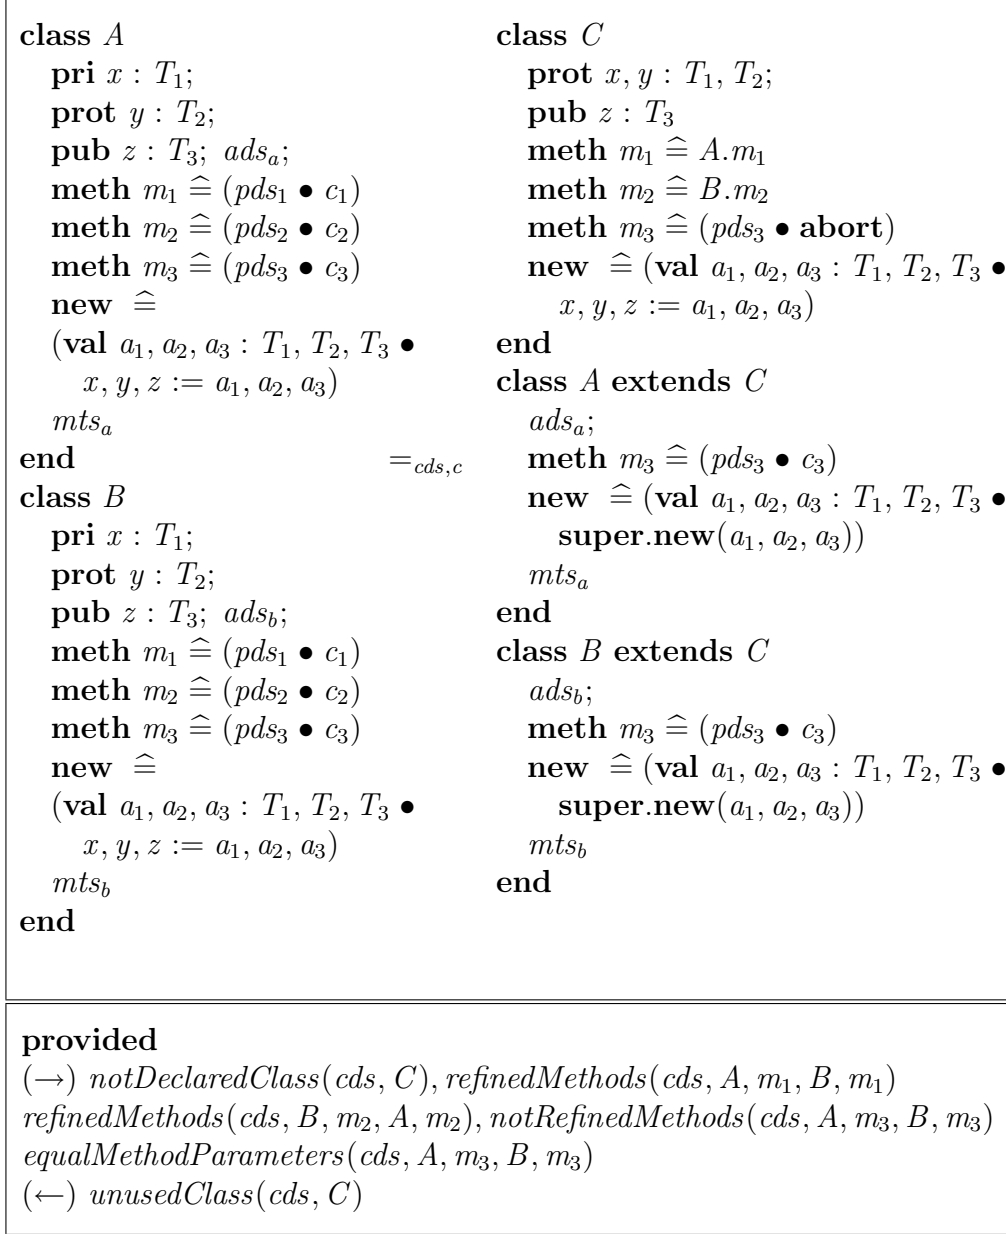 class A
pri x : T₁;
prot y : T₂;
pub z : T₃; adsₐ;
meth m₁ ≙ (pds₁ • c₁)
meth m₂ ≙ (pds₂ • c₂)
meth m₃ ≙ (pds₃ • c₃)
new ≙
(val a₁, a₂, a₃ : T₁, T₂, T₃ •
x, y, z := a₁, a₂, a₃)
mtsₐ
end
class B
pri x : T₁;
prot y : T₂;
pub z : T₃; ads_b;
meth m₁ ≙ (pds₁ • c₁)
meth m₂ ≙ (pds₂ • c₂)
meth m₃ ≙ (pds₃ • c₃)
new ≙
(val a₁, a₂, a₃ : T₁, T₂, T₃ •
x, y, z := a₁, a₂, a₃)
mts_b
end
=_{cds,c}
class C
prot x, y : T₁, T₂;
pub z : T₃
meth m₁ ≙ A.m₁
meth m₂ ≙ B.m₂
meth m₃ ≙ (pds₃ • abort)
new ≙ (val a₁, a₂, a₃ : T₁, T₂, T₃ •
x, y, z := a₁, a₂, a₃)
end
class A extends C
adsₐ;
meth m₃ ≙ (pds₃ • c₃)
new ≙ (val a₁, a₂, a₃ : T₁, T₂, T₃ •
super.new(a₁, a₂, a₃))
mtsₐ
end
class B extends C
ads_b;
meth m₃ ≙ (pds₃ • c₃)
new ≙ (val a₁, a₂, a₃ : T₁, T₂, T₃ •
super.new(a₁, a₂, a₃))
mts_b
end
provided
(→) notDeclaredClass(cds, C), refinedMethods(cds, A, m₁, B, m₁)
refinedMethods(cds, B, m₂, A, m₂), notRefinedMethods(cds, A, m₃, B, m₃)
equalMethodParameters(cds, A, m₃, B, m₃)
(←) unusedClass(cds, C)